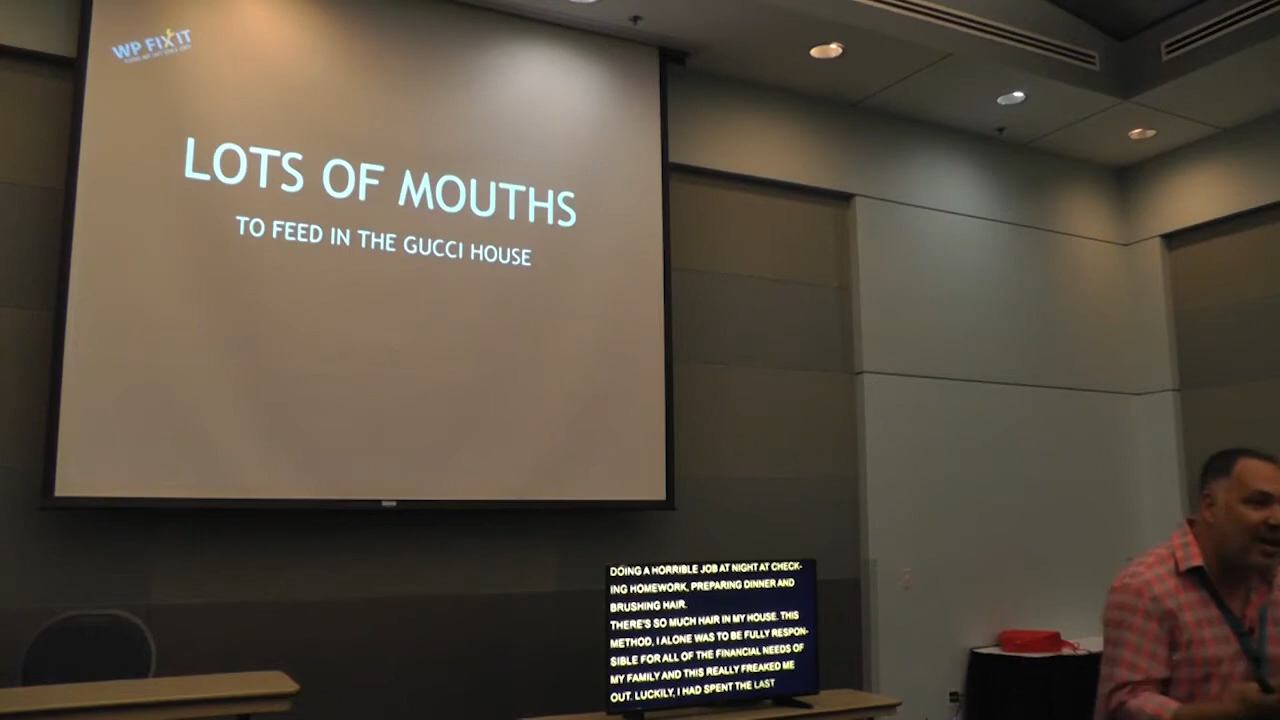 WP FIX IT
LOTS OF MOUTHS
TO FEED IN THE GUCCI HOUSE
DOING A HORRIBLE JOB AT NIGHT AT CHECK-
ING HOMEWORK, PREPARING DINNER AND
BRUSHING HAIR.
THERE'S SO MUCH HAIR IN MY HOUSE. THIS
METHOD, I ALONE WAS TO BE FULLY RESPON-
SIBLE FOR ALL OF THE FINANCIAL NEEDS OF
MY FAMILY AND THIS REALLY FREAKED ME
OUT. LUCKILY, I HAD SPENT THE LAST